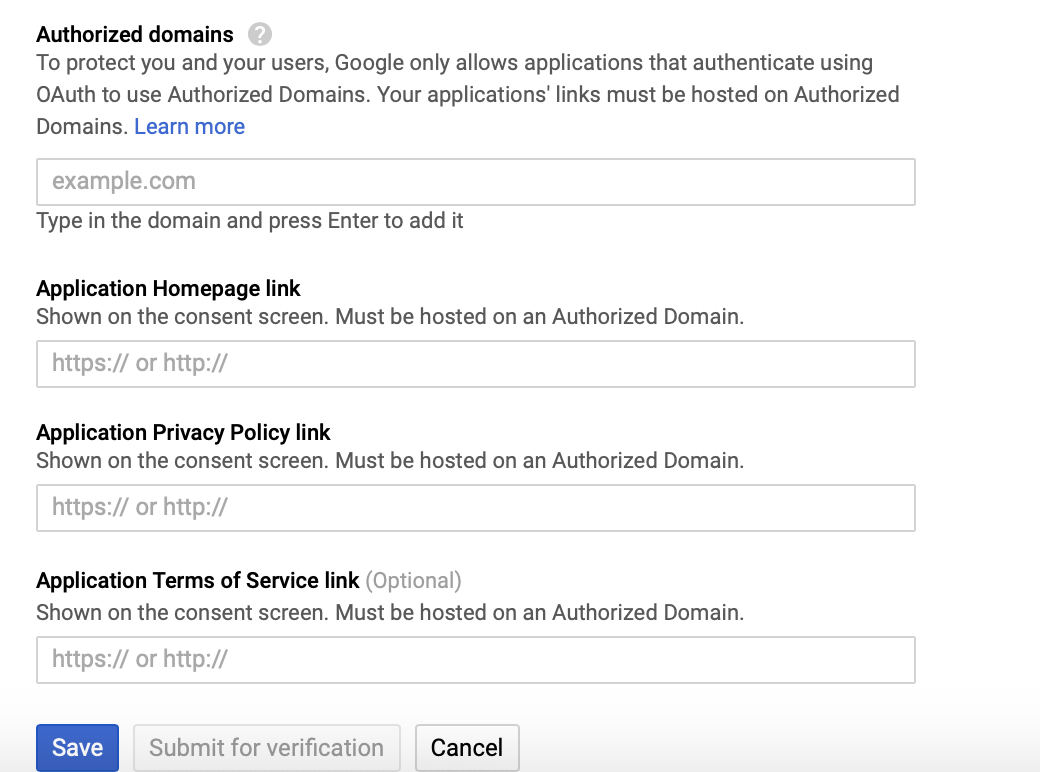 Authorized domains ?
To protect you and your users, Google only allows applications that authenticate using
OAuth to use Authorized Domains. Your applications' links must be hosted on Authorized
Domains. Learn more
example.com
Type in the domain and press Enter to add it
Application Homepage link
Shown on the consent screen. Must be hosted on an Authorized Domain.
https:// or http://
Application Privacy Policy link
Shown on the consent screen. Must be hosted on an Authorized Domain.
https:// or http://
Application Terms of Service link (Optional)
Shown on the consent screen. Must be hosted on an Authorized Domain.
https:// or http://
Save Submit for verification Cancel